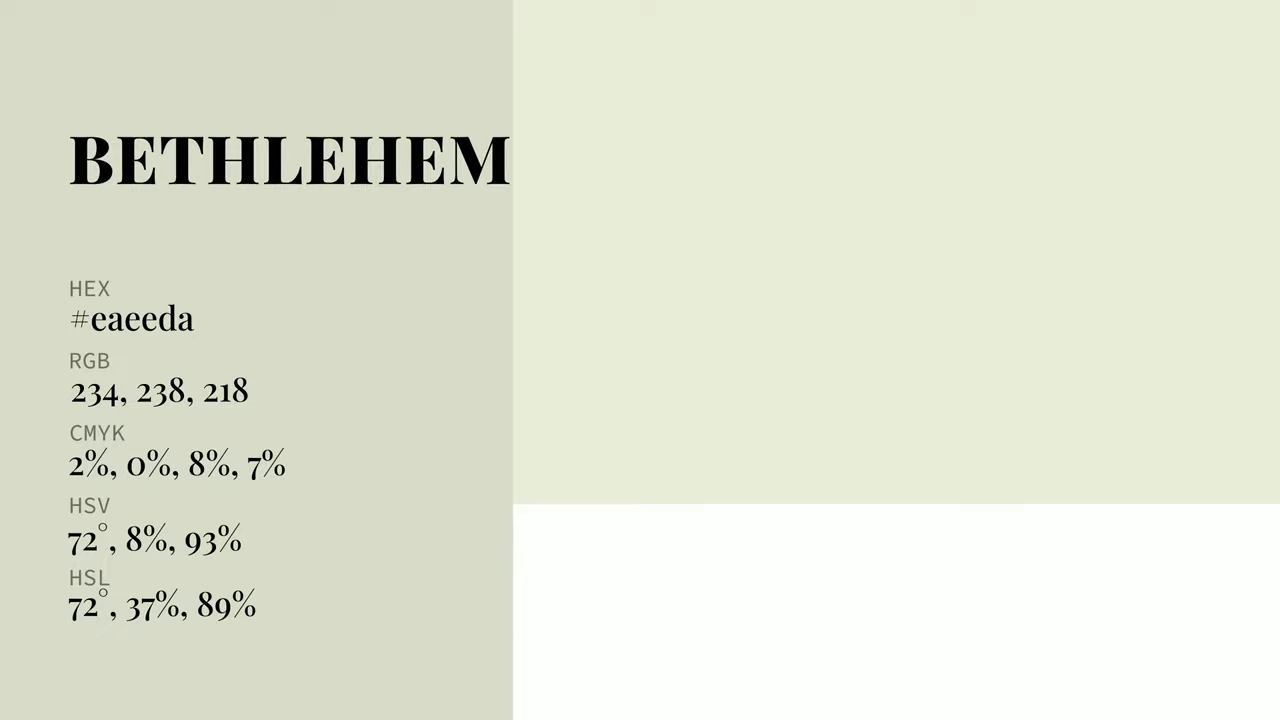 BETHLEHEM
HEX
#eaeeda
RGB
234, 238, 218
CMYK
2%, 0%, 8%, 7%
HSV
72°, 8%, 93%
HSL
72°, 37%, 89%